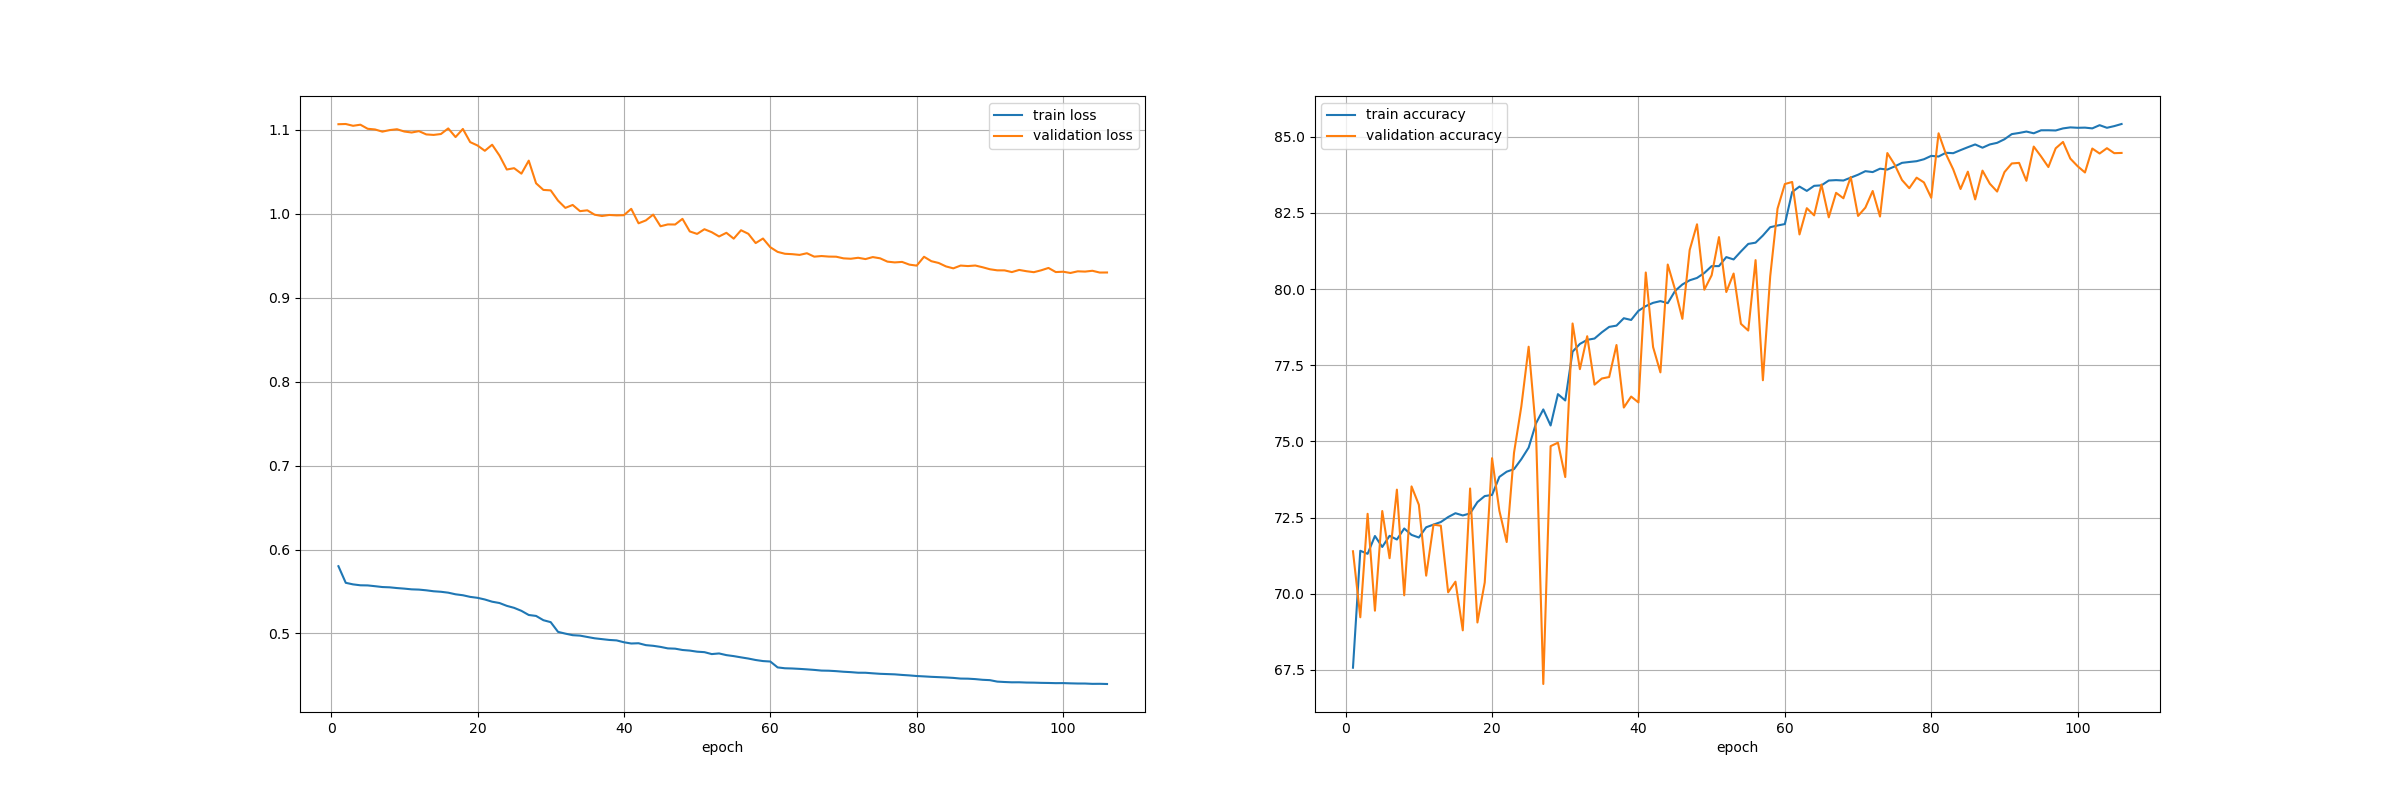 train loss
validation loss
1.1
1.0
0.9
0.8
0.7
0.6
0.5
0 20 40 60 80 100
epoch
train accuracy
validation accuracy
85.0
82.5
80.0
77.5
75.0
72.5
70.0
67.5
0 20 40 60 80 100
epoch